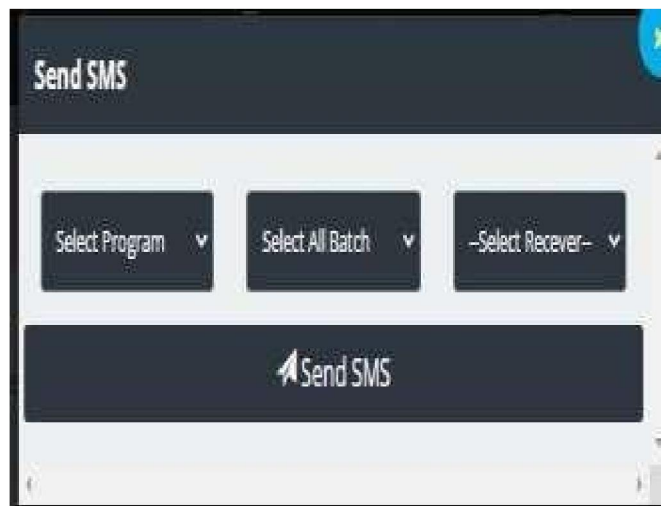 Send SMS
Select Program
Select All Batch
--Select Recever--
Send SMS